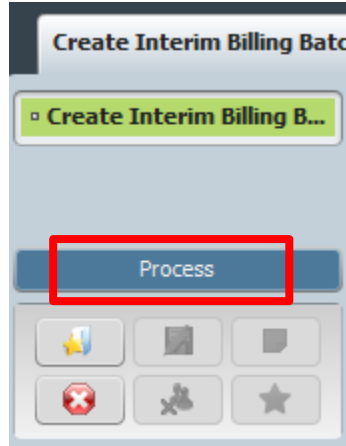 Create Interim Billing Batc
Create Interim Billing B...
Process